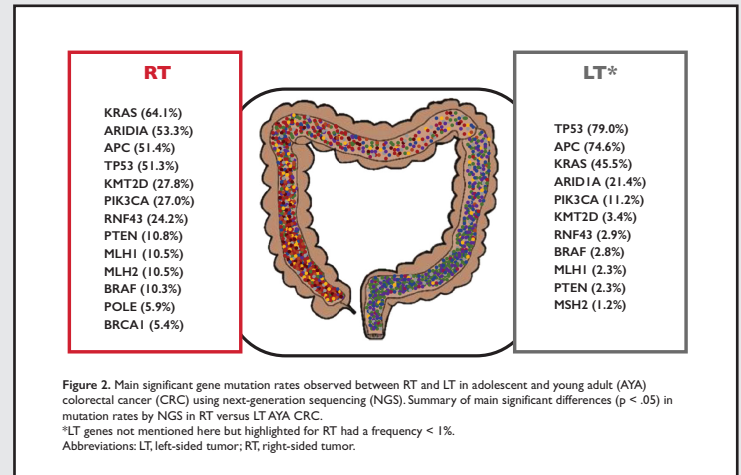 RT
KRAS (64.1%)
ARIDIA (53.3%)
APC (51.4%)
TP53 (51.3%)
KMT2D (27.8%)
PIK3CA (27.0%)
RNF43 (24.2%)
PTEN (10.8%)
MLH1 (10.5%)
MLH2 (10.5%)
BRAF (10.3%)
POLE (5.9%)
BRCA1 (5.4%)
LT*
TP53 (79.0%)
APC (74.6%)
KRAS (45.5%)
ARID1A (21.4%)
PIK3CA (11.2%)
KMT2D (3.4%)
RNF43 (2.9%)
BRAF (2.8%)
MLH1 (2.3%)
PTEN (2.3%)
MSH2 (1.2%)
Figure 2. Main significant gene mutation rates observed between RT and LT in adolescent and young adult (AYA)
colorectal cancer (CRC) using next-generation sequencing (NGS). Summary of main significant differences (p < .05) in
mutation rates by NGS in RT versus LT AYA CRC.
*LT genes not mentioned here but highlighted for RT had a frequency < 1%.
Abbreviations: LT, left-sided tumor; RT, right-sided tumor.